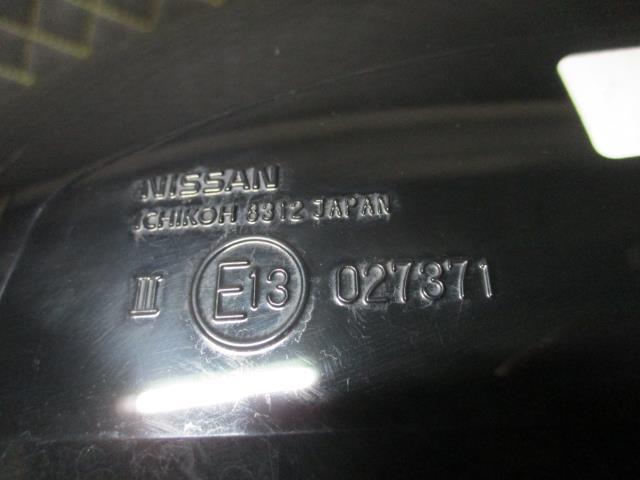 NISSAN
ICHIKOH 8312 JAPAN
III E13 027371